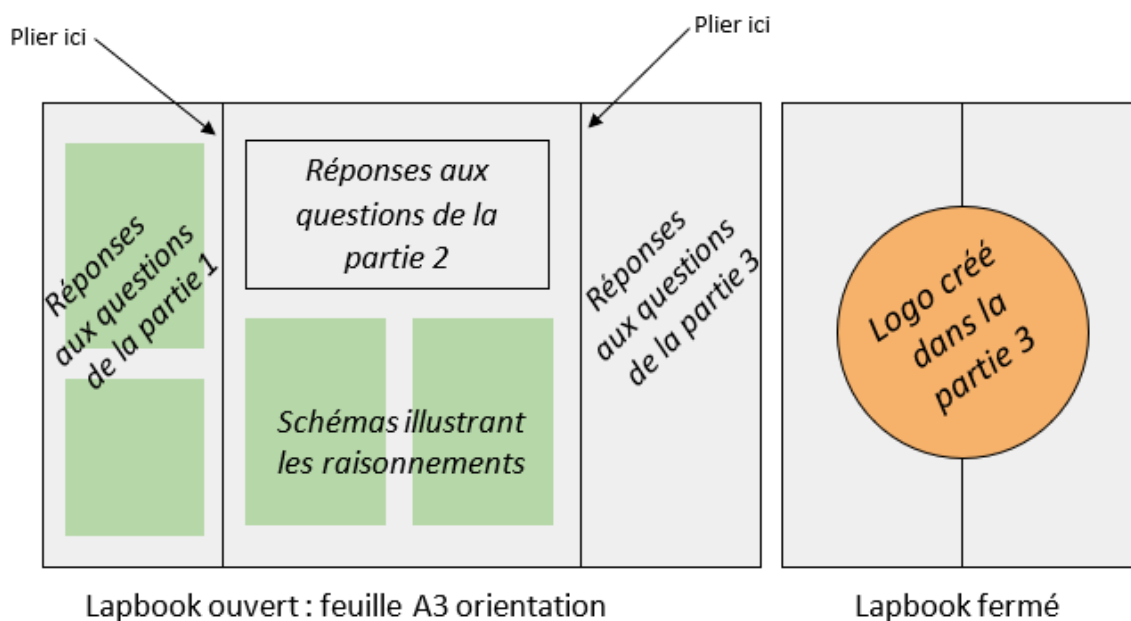 Plier ici
Plier ici
Réponses
aux questions
de la partie 1
Réponses aux
questions de la
partie 2
Schémas illustrant
les raisonnements
Réponses
aux questions
de la partie 3
Logo créé
dans la
partie 3
Lapbook ouvert : feuille A3 orientation
Lapbook fermé